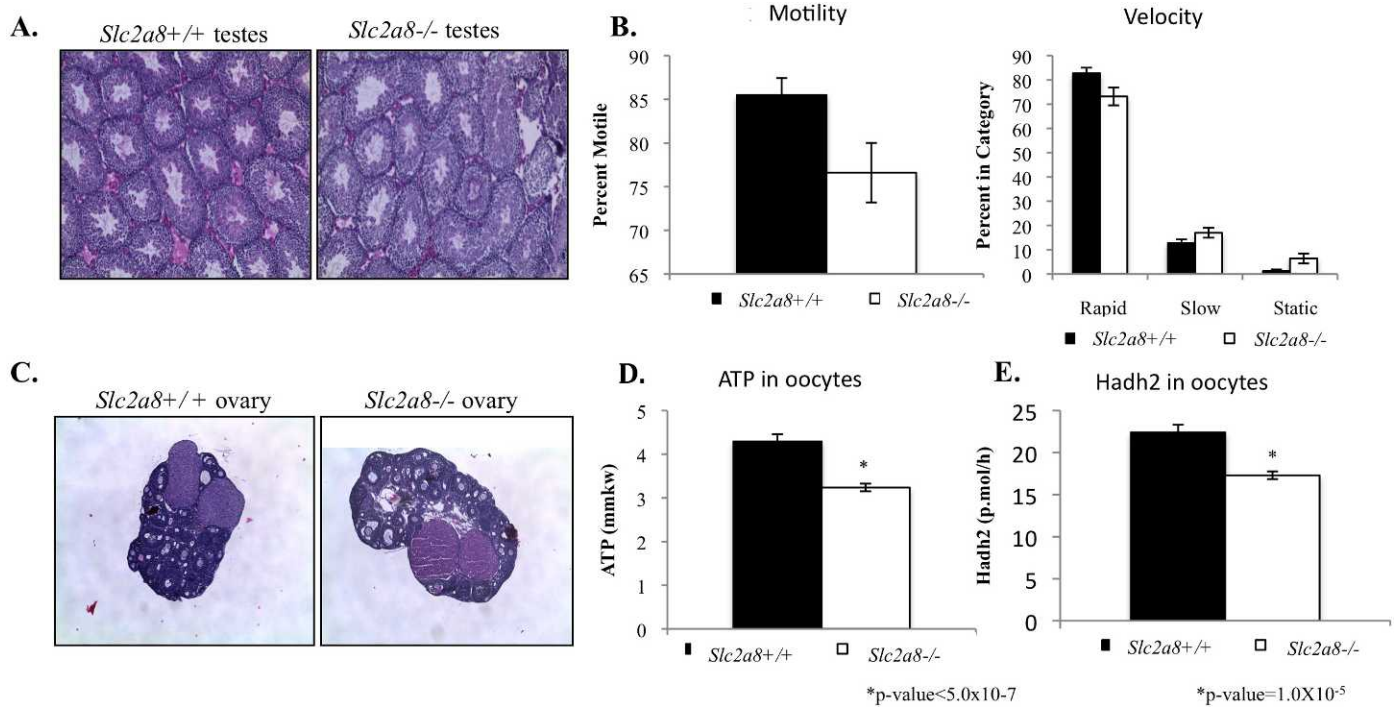 A.
Slc2a8+/+ testes
Slc2a8-/- testes
B.
Motility
Percent Motile
90
85
80
75
70
65
Slc2a8+/+
Slc2a8-/-
Velocity
Percent in Category
90
80
70
60
50
40
30
20
10
0
Rapid Slow Static
Slc2a8+/+
Slc2a8-/-
C.
Slc2a8+/+ ovary
Slc2a8-/- ovary
D.
ATP in oocytes
ATP (mmkw)
5
4
3
2
1
0
*
Slc2a8+/+
Slc2a8-/-
*p-value<5.0x10-7
E.
Hadh2 in oocytes
Hadh2 (p.mol/h)
25
20
15
10
5
0
*
Slc2a8+/+
Slc2a8-/-
*p-value=1.0X10-5